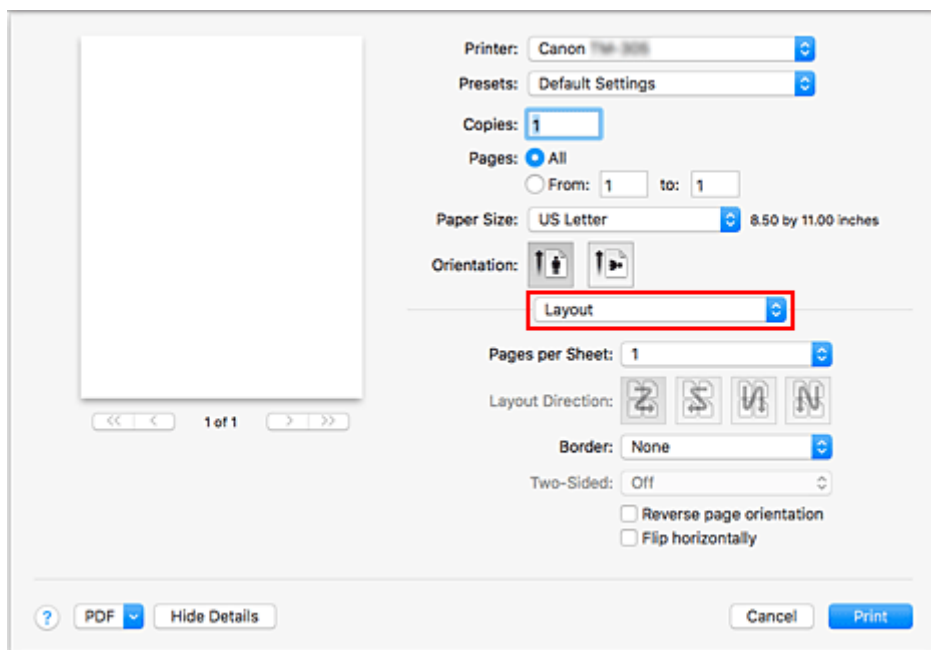 Printer: Canon
Presets: Default Settings
Copies: 1
Pages: All
From: 1 to: 1
Paper Size: US Letter 8.50 by 11.00 inches
Orientation:
Layout
Pages per Sheet: 1
Layout Direction:
Border: None
Two-Sided: Off
Reverse page orientation
Flip horizontally
<< < 1 of 1 > >>
? PDF Hide Details Cancel Print